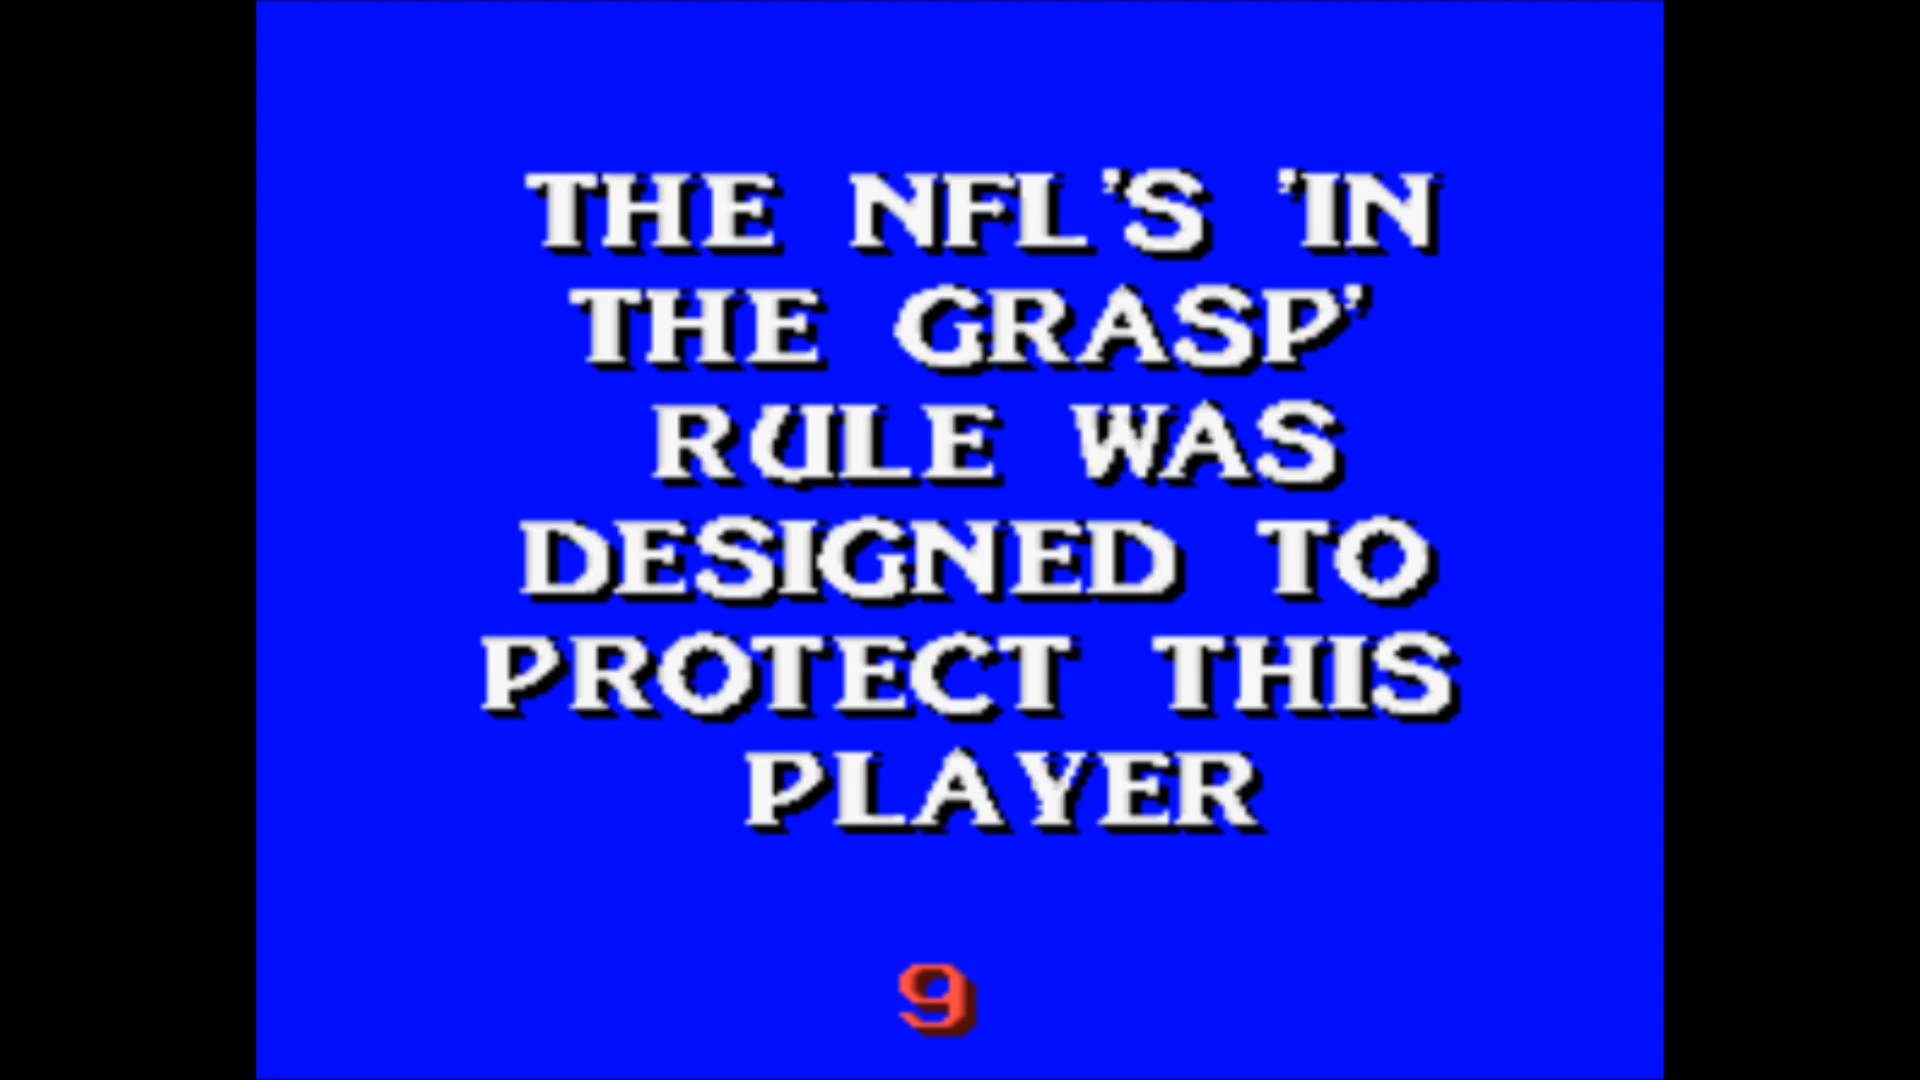 THE NFL'S 'IN
THE GRASP'
RULE WAS
DESIGNED TO
PROTECT THIS
PLAYER
9